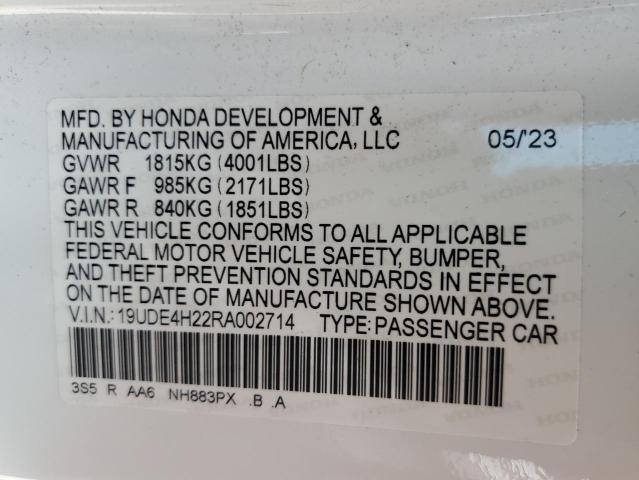 MFD. BY HONDA DEVELOPMENT &
MANUFACTURING OF AMERICA, LLC 05/'23
GVWR 1815KG (4001LBS)
GAWR F 985KG (2171LBS)
GAWR R 840KG (1851LBS)
THIS VEHICLE CONFORMS TO ALL APPLICABLE
FEDERAL MOTOR VEHICLE SAFETY, BUMPER,
AND THEFT PREVENTION STANDARDS IN EFFECT
ON THE DATE OF MANUFACTURE SHOWN ABOVE.
V.I.N.:19UDE4H22RA002714 TYPE:PASSENGER CAR
3S5 R AA6 NH883PX .B .A